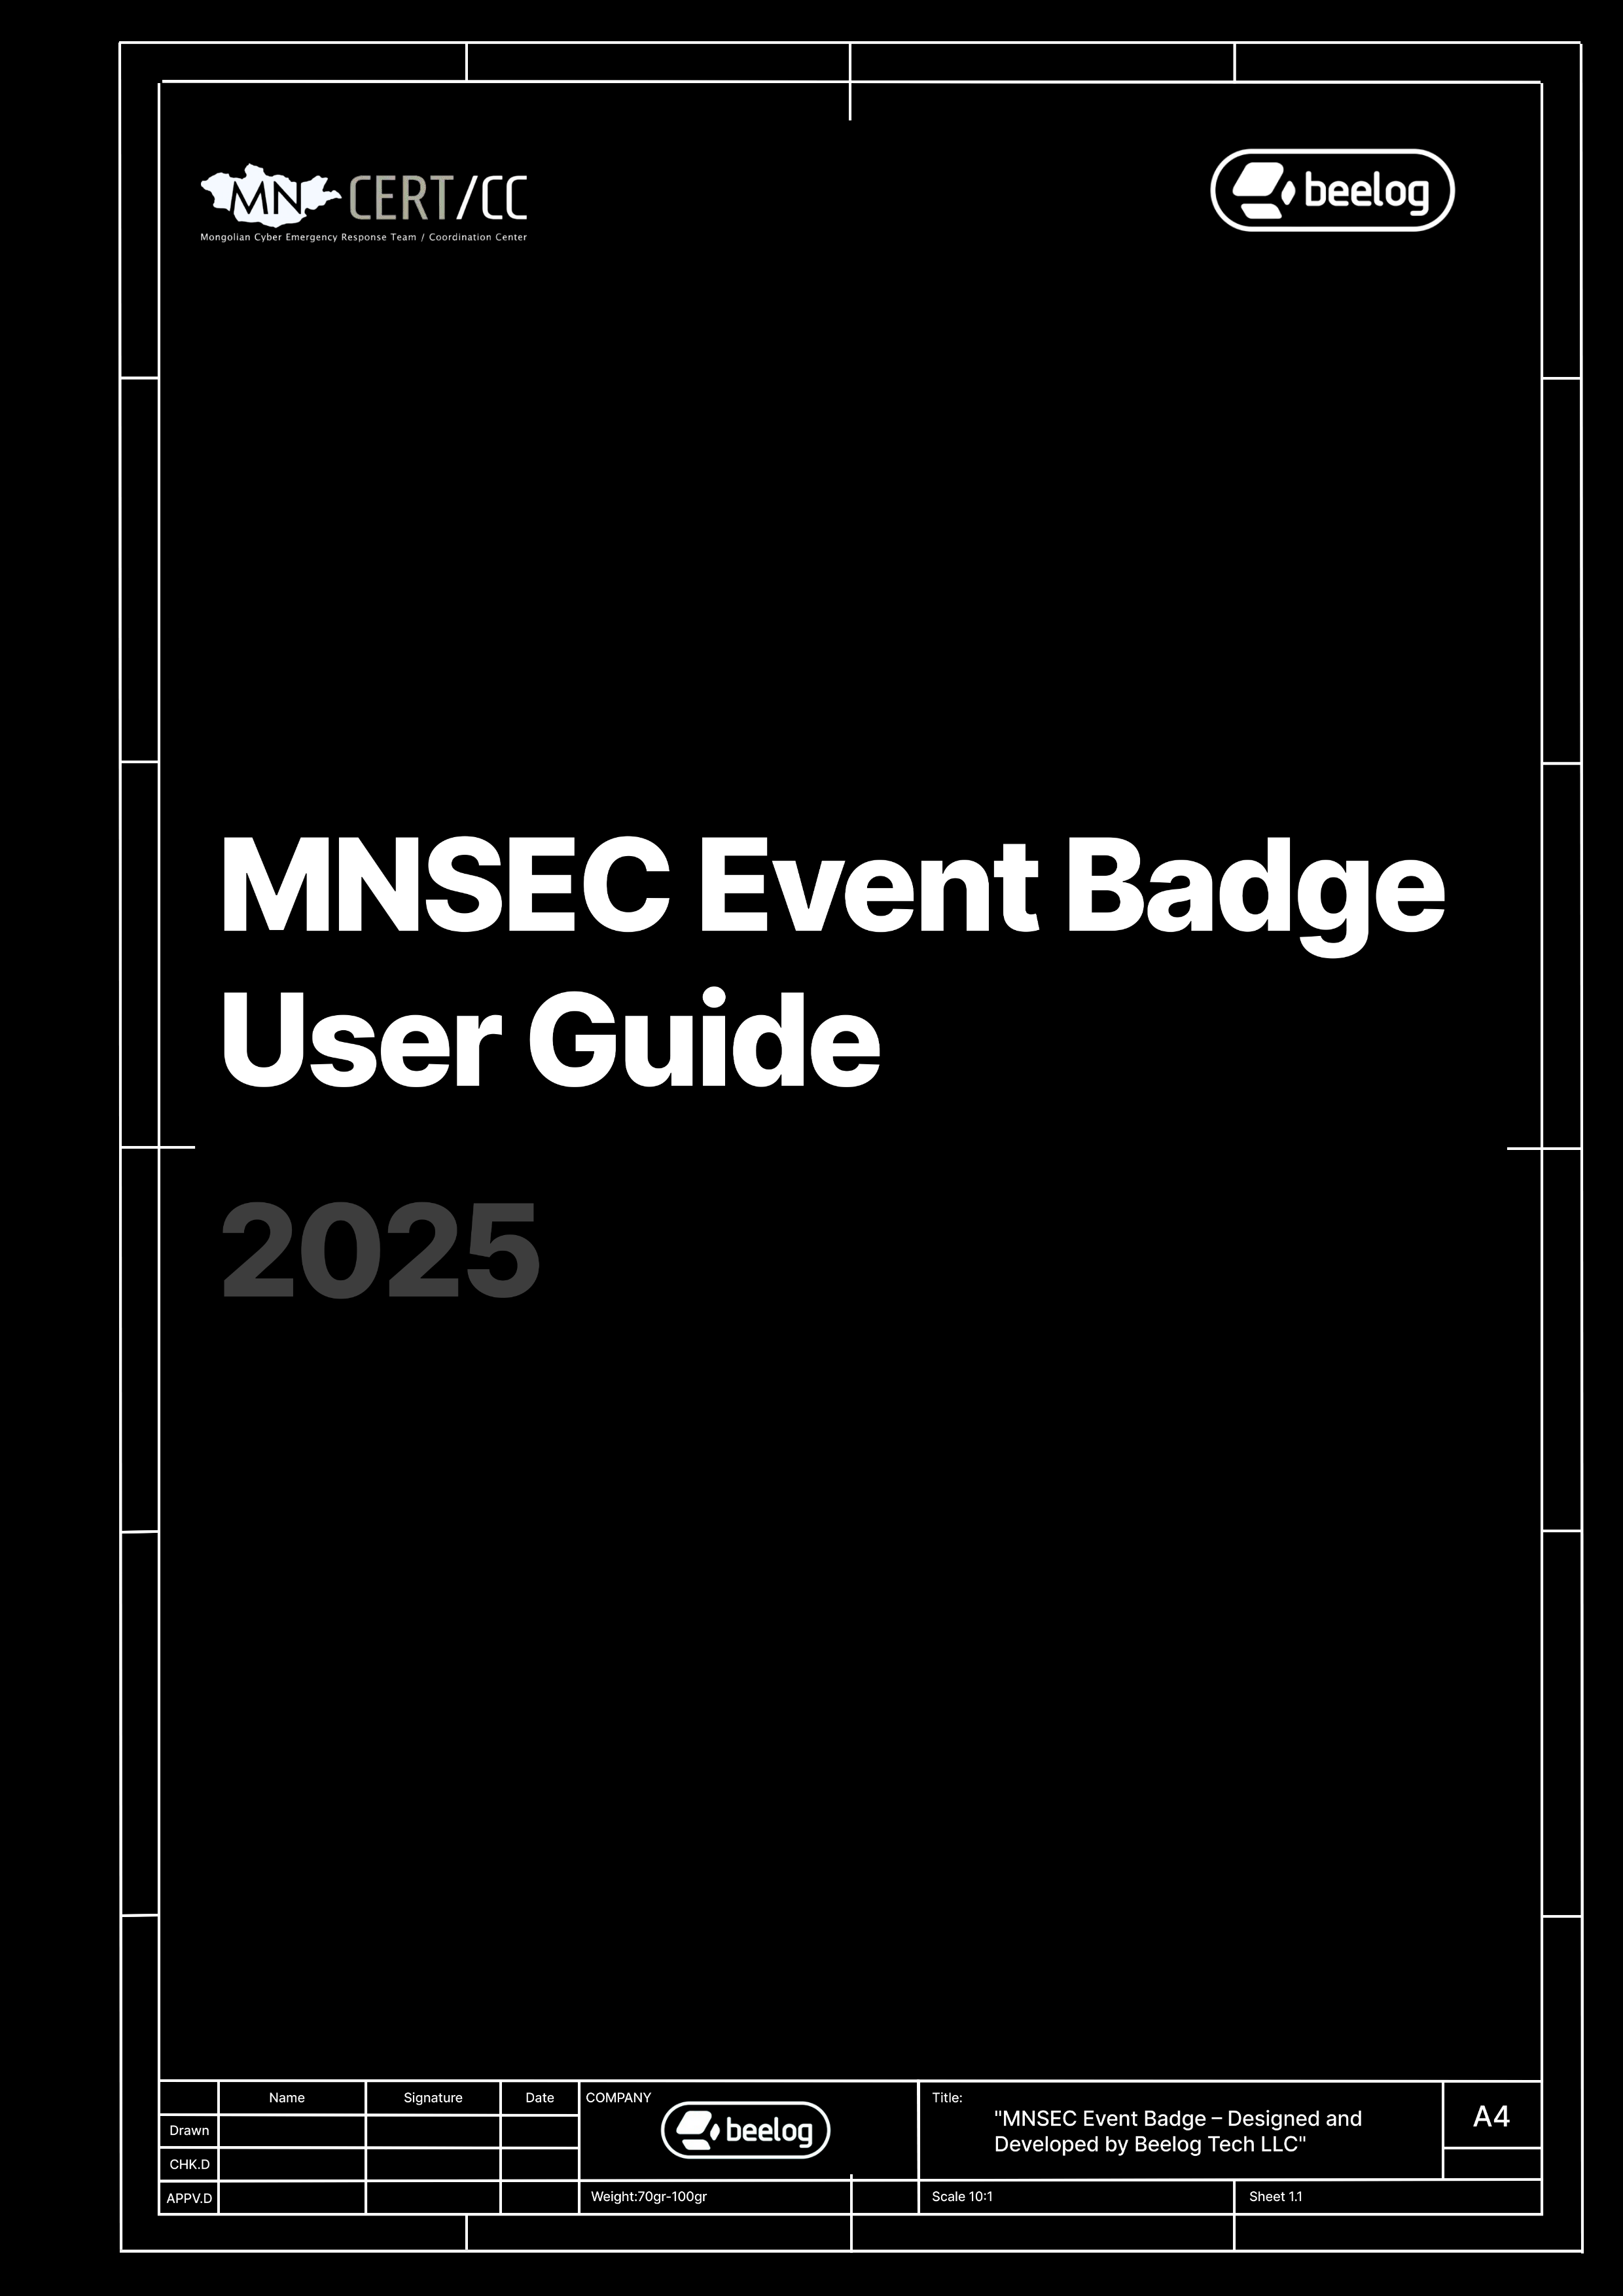 MN CERT/CC
Mongolian Cyber Emergency Response Team / Coordination Center
beelog
MNSEC Event Badge
User Guide
2025
Name Signature Date
Drawn
CHK.D
APPV.D
COMPANY
beelog
Weight:70gr-100gr
Title:
"MNSEC Event Badge – Designed and
Developed by Beelog Tech LLC"
A4
Scale 10:1
Sheet 1.1